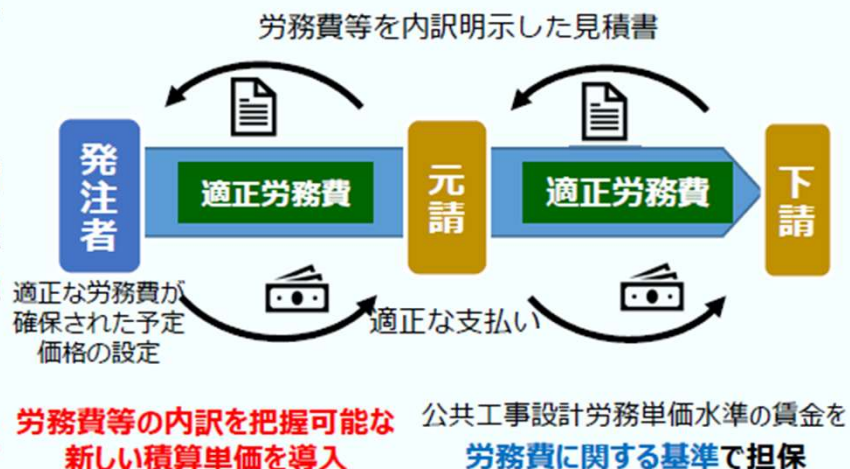 労務費等を内訳明示した見積書
発注者
適正労務費
元請
適正労務費
下請
適正な労務費が
確保された予定
価格の設定
適正な支払い
労務費等の内訳を把握可能な
新しい積算単価を導入
公共工事設計労務単価水準の賃金を
労務費に関する基準で担保